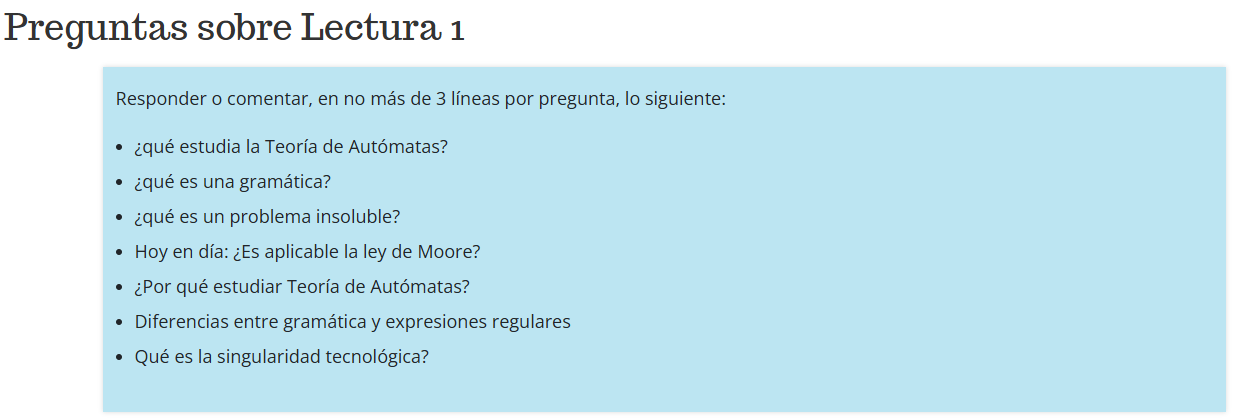 Preguntas sobre Lectura 1
Responder o comentar, en no más de 3 líneas por pregunta, lo siguiente:
• ¿qué estudia la Teoría de Autómatas?
• ¿qué es una gramática?
• ¿qué es un problema insoluble?
• Hoy en día: ¿Es aplicable la ley de Moore?
• ¿Por qué estudiar Teoría de Autómatas?
• Diferencias entre gramática y expresiones regulares
• Qué es la singularidad tecnológica?